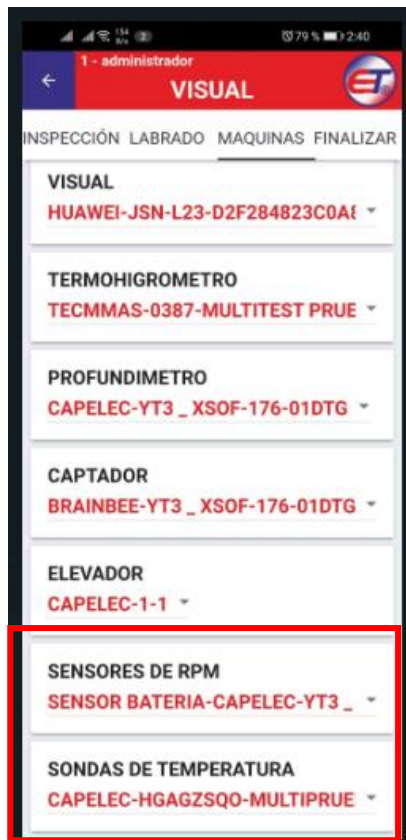 154
B/s
79 % 2:40
1 - administrador
VISUAL
ET
INSPECCIÓN LABRADO MAQUINAS FINALIZAR
VISUAL
HUAWEI-JSN-L23-D2F284823C0A8
TERMOHIGROMETRO
TECMMAS-0387-MULTITEST PRUE
PROFUNDIMETRO
CAPELEC-YT3 _ XSOF-176-01DTG
CAPTADOR
BRAINBEE-YT3 _ XSOF-176-01DTG
ELEVADOR
CAPELEC-1-1
SENSORES DE RPM
SENSOR BATERIA-CAPELEC-YT3 _
SONDAS DE TEMPERATURA
CAPELEC-HGAGZSQO-MULTIPRUE